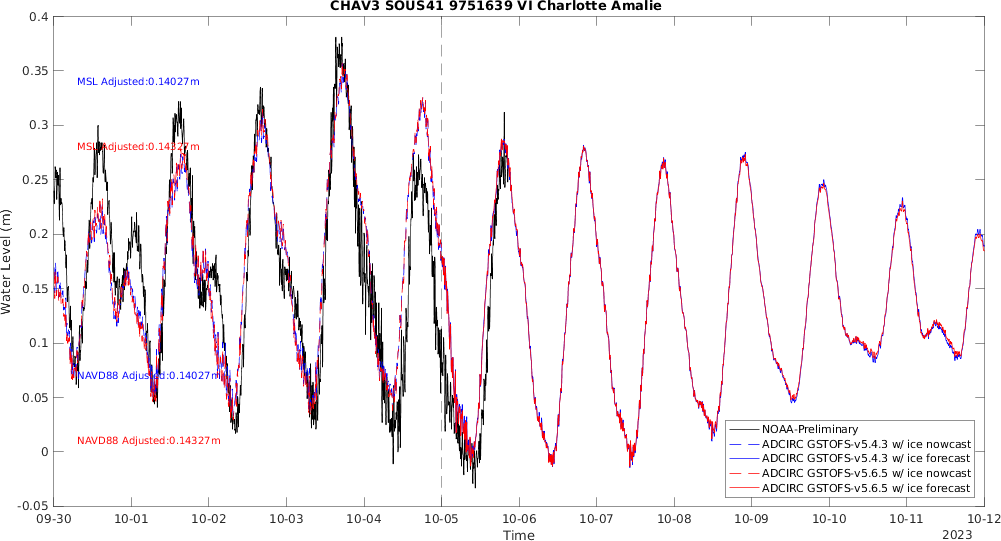 CHAV3 SOUS41 9751639 VI Charlotte Amalie
0.4
0.35
0.3
0.25
0.2
0.15
0.1
0.05
0
-0.05
Water Level (m)
MSL Adjusted:0.14027m
MSL Adjusted:0.14327m
NAVD88 Adjusted:0.14027m
NAVD88 Adjusted:0.14327m
NOAA-Preliminary
ADCIRC GSTOFS-v5.4.3 w/ ice nowcast
ADCIRC GSTOFS-v5.4.3 w/ ice forecast
ADCIRC GSTOFS-v5.6.5 w/ ice nowcast
ADCIRC GSTOFS-v5.6.5 w/ ice forecast
09-30 10-01 10-02 10-03 10-04 10-05 10-06 10-07 10-08 10-09 10-10 10-11 10-12
Time
2023